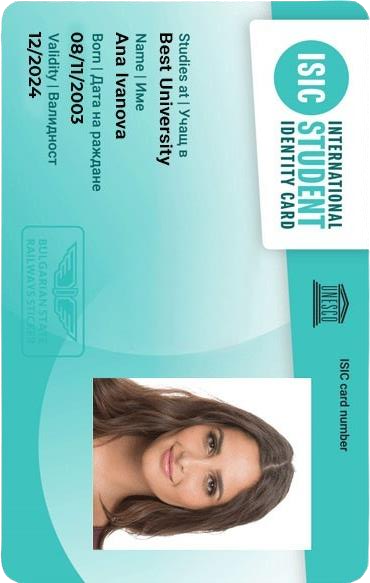 ISIC
INTERNATIONAL
STUDENT
IDENTITY CARD
UNESCO
Studies at | Учащ в
Best University
Name | Име
Ana Ivanova
Born | Дата на раждане
08/11/2003
Validity | Валидност
12/2024
ISIC card number
BULGARIAN STATE
RAILWAYS STICKER